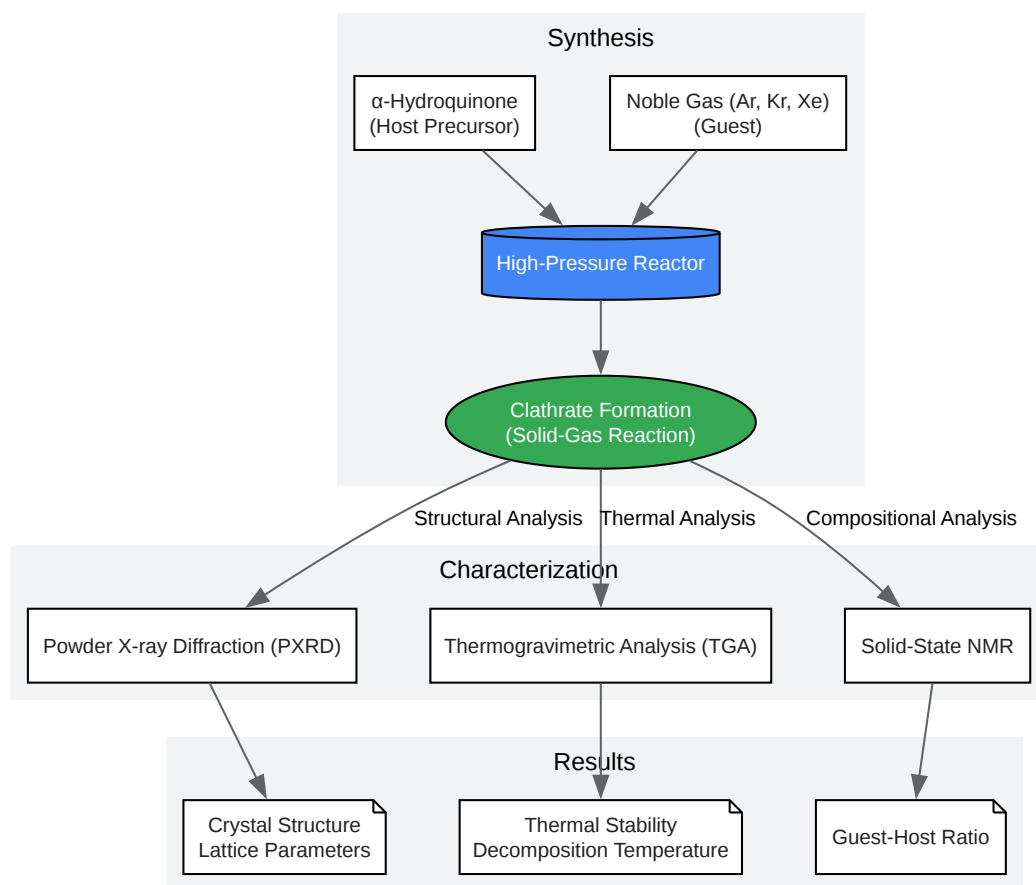 Synthesis
α-Hydroquinone
(Host Precursor)
Noble Gas (Ar, Kr, Xe)
(Guest)
High-Pressure Reactor
Clathrate Formation
(Solid-Gas Reaction)
Structural Analysis
Thermal Analysis
Compositional Analysis
Characterization
Powder X-ray Diffraction (PXRD)
Thermogravimetric Analysis (TGA)
Solid-State NMR
Results
Crystal Structure
Lattice Parameters
Thermal Stability
Decomposition Temperature
Guest-Host Ratio